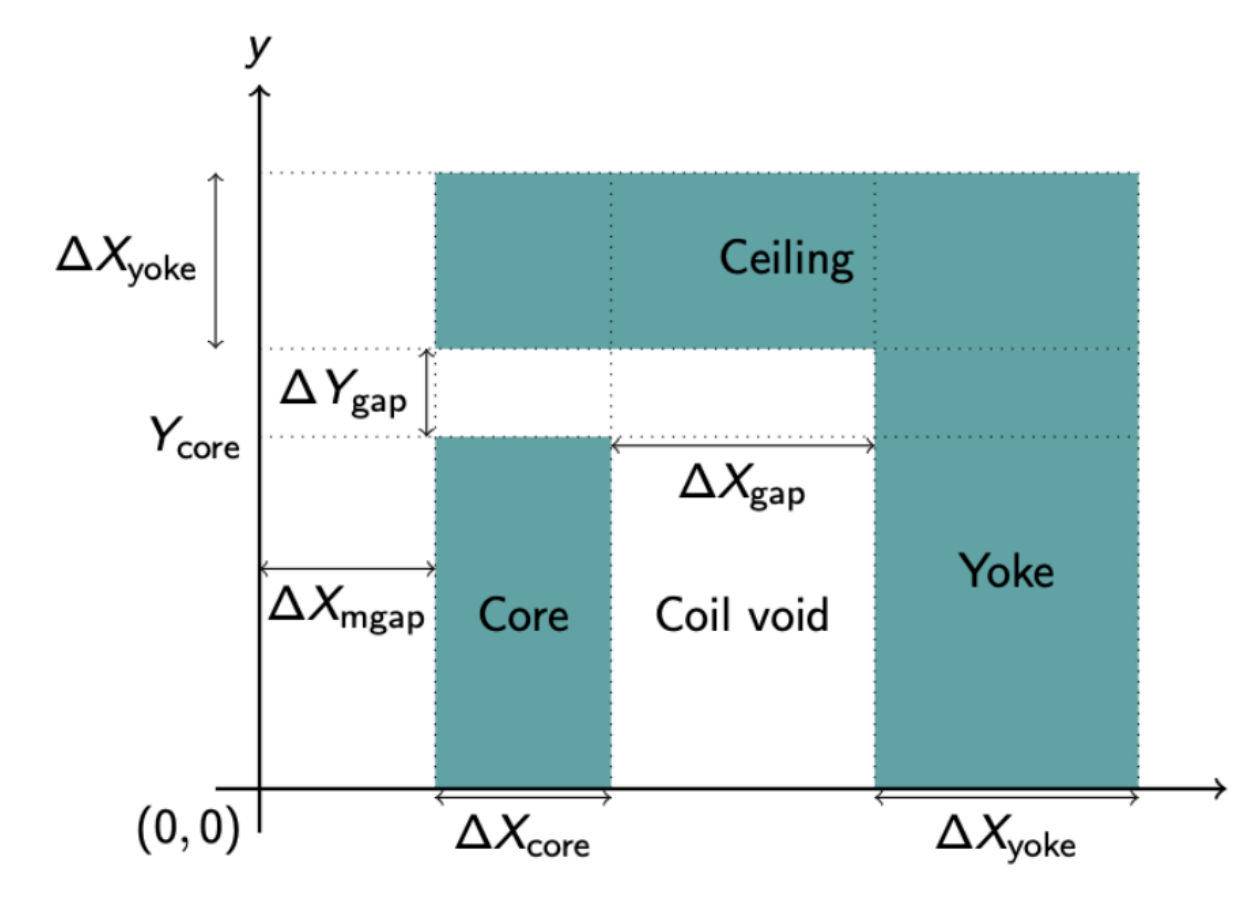 y
ΔX_yoke
Ceiling
ΔY_gap
Y_core
ΔX_gap
Yoke
ΔX_mgap
Core
Coil void
(0, 0)
ΔX_core
ΔX_yoke